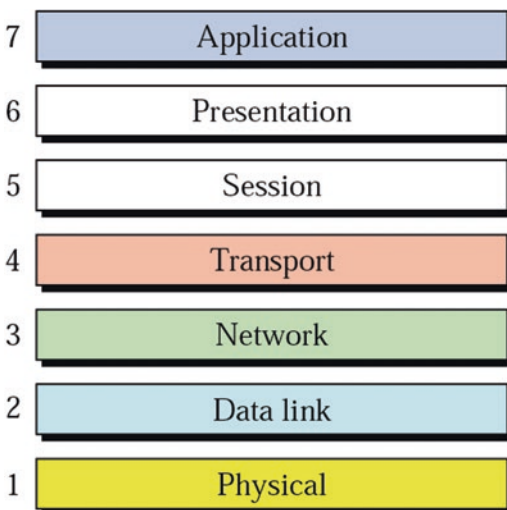 7 Application
6 Presentation
5 Session
4 Transport
3 Network
2 Data link
1 Physical